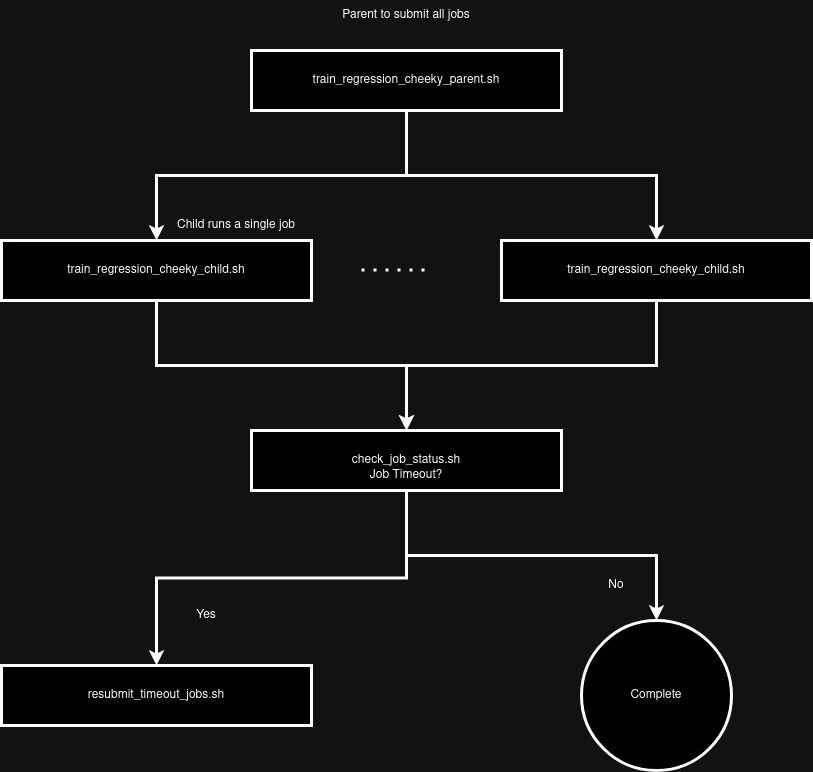 Parent to submit all jobs
train_regression_cheeky_parent.sh
Child runs a single job
train_regression_cheeky_child.sh
. . . . . .
train_regression_cheeky_child.sh
check_job_status.sh
Job Timeout?
No
Yes
resubmit_timeout_jobs.sh
Complete